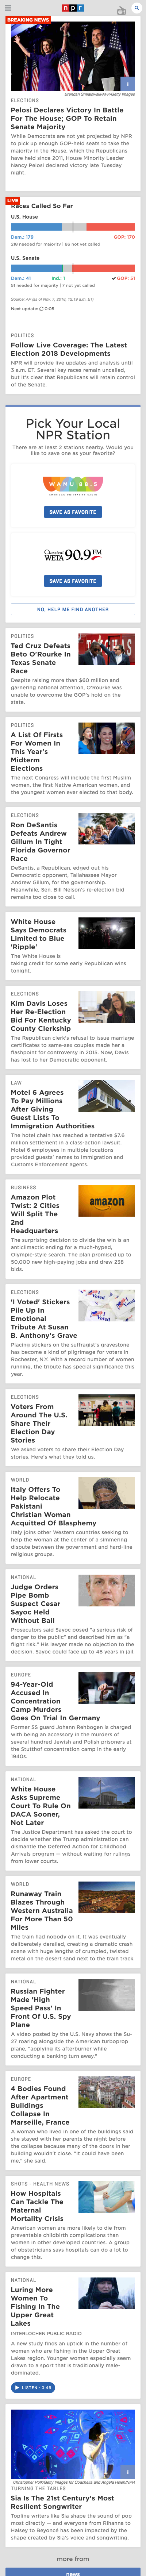 npr
BREAKING NEWS
Brendan Smialowski/AFP/Getty Images
ELECTIONS
Pelosi Declares Victory In Battle
For The House; GOP To Retain
Senate Majority
While Democrats are not yet projected by NPR
to pick up enough GOP-held seats to take the
majority in the House, which the Republicans
have held since 2011, House Minority Leader
Nancy Pelosi declared victory late Tuesday
night.
LIVE
Races Called So Far
U.S. House
Dem.: 179
GOP: 170
218 needed for majority | 86 not yet called
U.S. Senate
Dem.: 41
Ind.: 1
GOP: 51
51 needed for majority | 7 not yet called
Next update: 0:05
POLITICS
Follow Live Coverage: The Latest
Election 2018 Developments
NPR will provide live updates and analysis until
3 a.m. ET. Several key races remain called,
but it's clear that Republicans will retain control
of the Senate.
Pick Your Local
NPR Station
There are at least 2 stations nearby. Would you
like to save one as your favorite?
WAMU 88.5
SAVE AS FAVORITE
Classical
WETA 90.9 FM
SAVE AS FAVORITE
NO, HELP ME FIND ANOTHER
POLITICS
Ted Cruz Defeats
Beto O'Rourke In
Texas Senate
Race
Despite raising more than $60 million and
garnering national attention, O'Rourke was
unable to overcome the GOP's hold on the
state.
POLITICS
A List Of Firsts
For Women In
This Year's
Midterm
Elections
The next Congress will include the first Muslim
women, the first Native American women, and
the youngest women ever elected to that body.
ELECTIONS
Ron DeSantis
Defeats Andrew
Gillum In Tight
Florida Governor
Race
DeSantis, a Republican, edged out his
Democratic opponent, Tallahassee Mayor
Andrew Gillum, for the governorship.
Meanwhile, Sen. Bill Nelson's re-election bid
remains too close to call.
White House
Says Democrats
Limited to Blue
'Ripple'
The White House is
taking credit for some early Republican wins
tonight.
ELECTIONS
Kim Davis Loses
Her Re-Election
Bid For Kentucky
County Clerkship
The Republican clerk's refusal to issue marriage
certificates to same-sex couples made her a
flashpoint for controversy in 2015. Now, Davis
has lost to her Democratic opponent.
LAW
Motel 6 Agrees
To Pay Millions
After Giving
Guest Lists To
Immigration Authorities
The hotel chain has reached a tentative $7.6
million settlement in a class-action lawsuit.
Motel 6 employees in multiple locations
provided guests' names to Immigration and
Customs Enforcement agents.
BUSINESS
Amazon Plot
Twist: 2 Cities
Will Split The
2nd
Headquarters
amazon
The surprising decision to divide the win is an
anticlimactic ending for a much-hyped,
Olympic-style search. The plan promised up to
50,000 new high-paying jobs and drew 238
bids.
ELECTIONS
'I Voted' Stickers
Pile Up In
Emotional
Tribute At Susan
B. Anthony's Grave
Placing stickers on the suffragist's gravestone
has become a kind of pilgrimage for voters in
Rochester, N.Y. With a record number of women
running, the tribute has special significance this
year.
ELECTIONS
Voters From
Around The U.S.
Share Their
Election Day
Stories
We asked voters to share their Election Day
stories. Here's what they told us.
WORLD
Italy Offers To
Help Relocate
Pakistani
Christian Woman
Acquitted Of Blasphemy
Italy joins other Western countries seeking to
help the woman at the center of a simmering
dispute between the government and hard-line
religious groups.
NATIONAL
Judge Orders
Pipe Bomb
Suspect Cesar
Sayoc Held
Without Bail
Prosecutors said Sayoc posed "a serious risk of
danger to the public" and described him as "a
flight risk." His lawyer made no objection to the
decision. Sayoc could face up to 48 years in jail.
EUROPE
94-Year-Old
Accused In
Concentration
Camp Murders
Goes On Trial In Germany
Former SS guard Johann Rehbogen is charged
with being an accessory in the murders of
several hundred Jewish and Polish prisoners at
the Stutthof concentration camp in the early
1940s.
NATIONAL
White House
Asks Supreme
Court To Rule On
DACA Sooner,
Not Later
The Justice Department has asked the court to
decide whether the Trump administration can
dismantle the Deferred Action for Childhood
Arrivals program — without waiting for rulings
from lower courts.
WORLD
Runaway Train
Blazes Through
Western Australia
For More Than 50
Miles
The train had nobody on it. It was eventually
deliberately derailed, creating a dramatic crash
scene with huge lengths of crumpled, twisted
metal on the desert sand next to the train track.
NATIONAL
Russian Fighter
Made 'High
Speed Pass' In
Front Of U.S. Spy
Plane
A video posted by the U.S. Navy shows the Su-
27 roaring alongside the American turboprop
plane, "applying its afterburner while
conducting a banking turn away."
EUROPE
4 Bodies Found
After Apartment
Buildings
Collapse In
Marseille, France
A woman who lived in one of the buildings said
she stayed with her parents the night before
the collapse because many of the doors in her
building wouldn't close. "It could have been
me," she said.
SHOTS - HEALTH NEWS
How Hospitals
Can Tackle The
Maternal
Mortality Crisis
American women are more likely to die from
preventable childbirth complications than
women in other developed countries. A group
of obstetricians says hospitals can do a lot to
change this.
NATIONAL
Luring More
Women To
Fishing In The
Upper Great
Lakes
INTERLOCHEN PUBLIC RADIO
A new study finds an uptick in the number of
women who are fishing in the Upper Great
Lakes region. Younger women especially seem
drawn to a sport that is traditionally male-
dominated.
LISTEN · 3:48
Christopher Polk/Getty Images for Coachella and Angela Hseih/NPR
TURNING THE TABLES
Sia Is The 21st Century's Most
Resilient Songwriter
Topline writers like Sia shape the sound of pop
most directly — and everyone from Rihanna to
Halsey to Beyoncé has been impacted by the
shape created by Sia's voice and songwriting.
more from
news